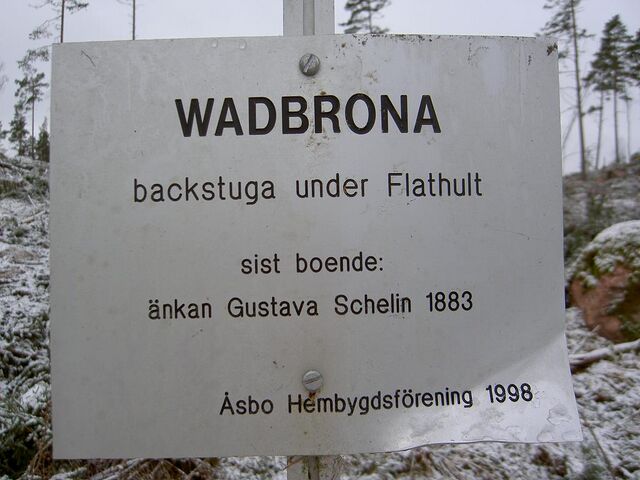 WADBRONA
backstuga under Flathult
sist boende:
änkan Gustava Schelin 1883
Åsbo Hembygdsförening 1998